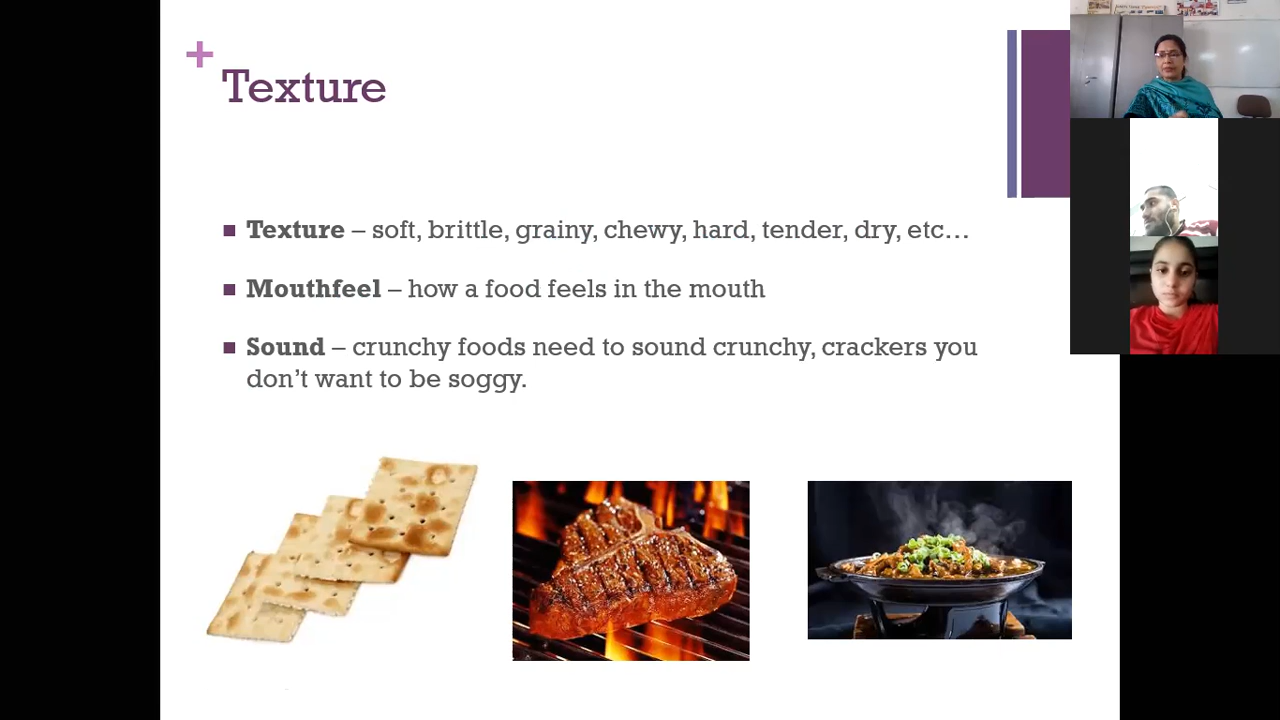 Texture
Texture – soft, brittle, grainy, chewy, hard, tender, dry, etc…
Mouthfeel – how a food feels in the mouth
Sound – crunchy foods need to sound crunchy, crackers you
don’t want to be soggy.